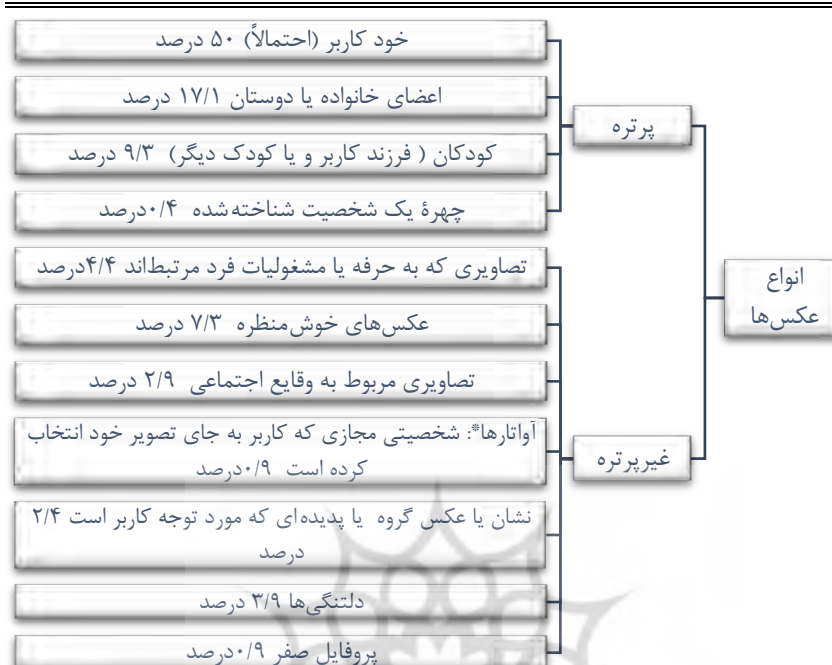 انواع
عکس‌ها
پرتره
خود کاربر (احتمالاً) ۵۰ درصد
اعضای خانواده یا دوستان ۱۷/۱ درصد
کودکان ( فرزند کاربر و یا کودک دیگر) ۹/۳ درصد
چهرۀ یک شخصیت شناخته‌شده ۰/۴درصد
غیرپرتره
تصاویری که به حرفه یا مشغولیات فرد مرتبط‌اند ۴/۴درصد
عکس‌های خوش‌منظره ۷/۳ درصد
تصاویری مربوط به وقایع اجتماعی ۲/۹ درصد
آواتارها*: شخصیتی مجازی که کاربر به جای تصویر خود انتخاب
کرده است ۰/۹درصد
نشان یا عکس گروه یا پدیده‌ای که مورد توجه کاربر است ۲/۴
درصد
دلتنگی‌ها ۳/۹ درصد
پروفایل صفر ۰/۹درصد